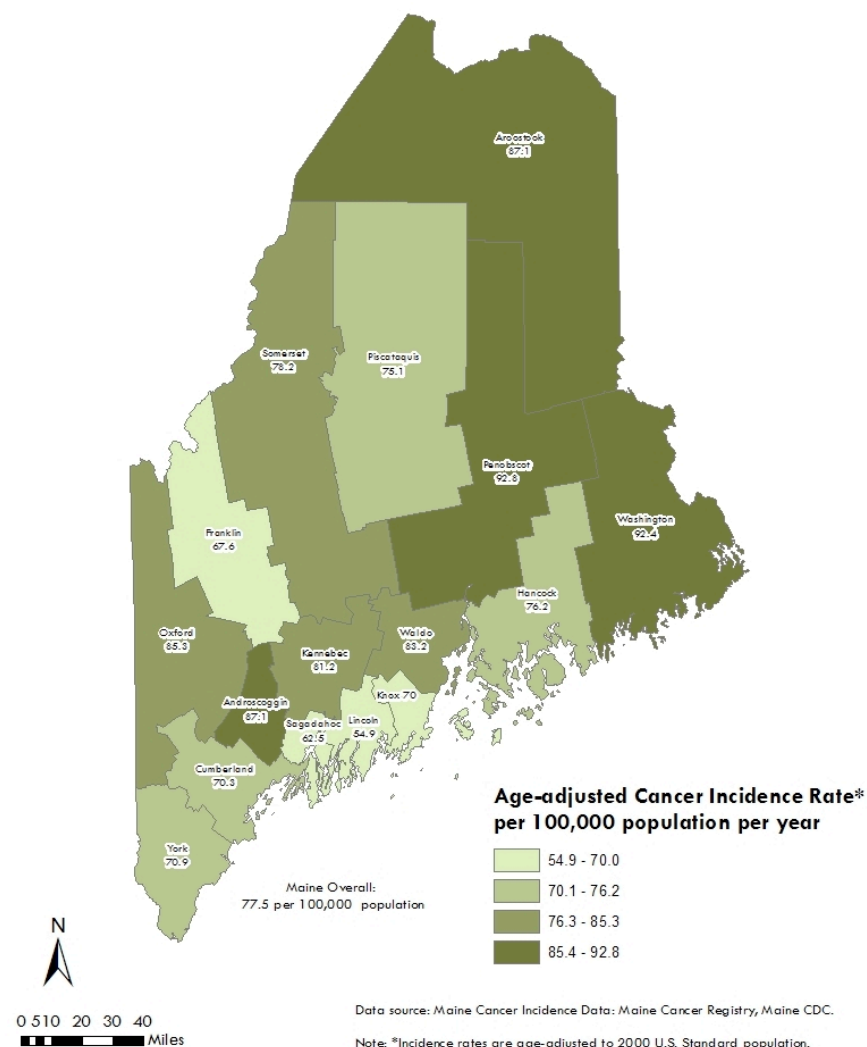 Aroostook
87.1
Somerset
78.2
Piscataquis
75.1
Penobscot
92.8
Washington
92.4
Franklin
67.6
Hancock
76.2
Oxford
85.3
Kennebec
81.2
Waldo
83.2
Androscoggin
87.1
Knox 70
Sagadahoc
62.5
Lincoln
54.9
Cumberland
70.3
York
70.9
Maine Overall:
77.5 per 100,000 population
Age-adjusted Cancer Incidence Rate*
per 100,000 population per year
54.9 - 70.0
70.1 - 76.2
76.3 - 85.3
85.4 - 92.8
N
0 510 20 30 40
Miles
Data source: Maine Cancer Incidence Data: Maine Cancer Registry, Maine CDC.
Note: *Incidence rates are age-adjusted to 2000 U.S. Standard population.